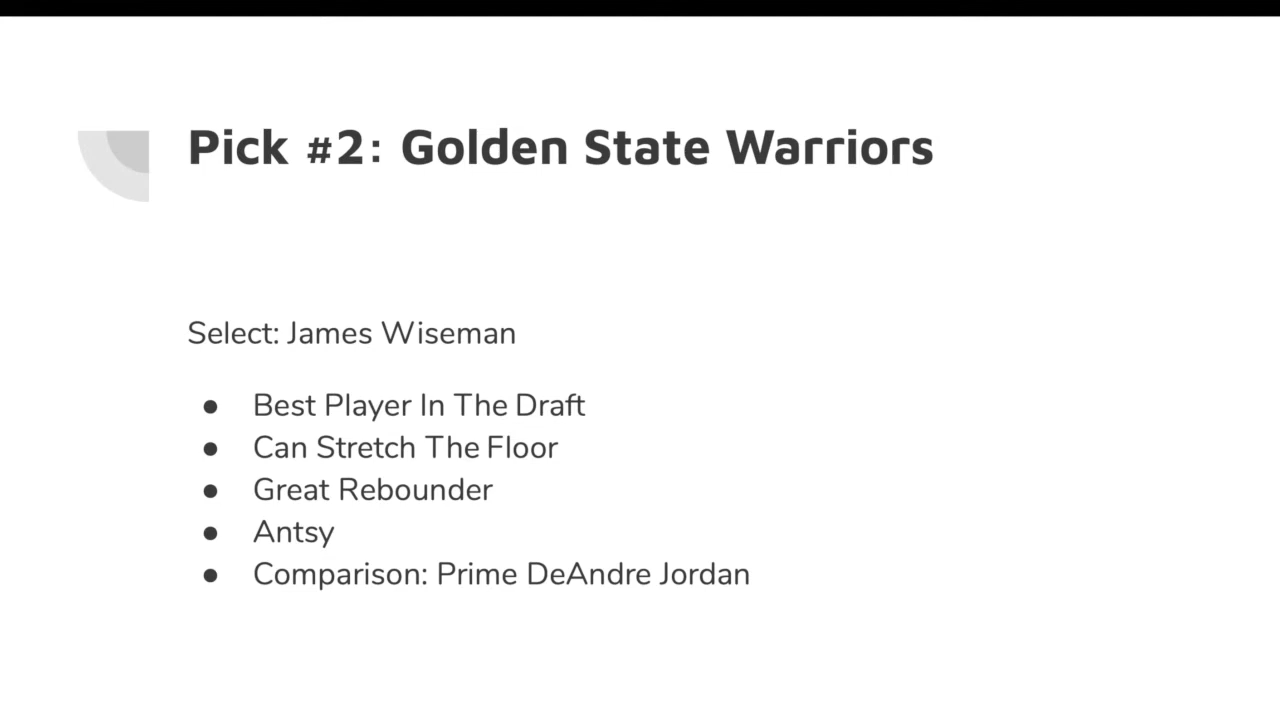 Pick #2: Golden State Warriors
Select: James Wiseman
● Best Player In The Draft
● Can Stretch The Floor
● Great Rebounder
● Antsy
● Comparison: Prime DeAndre Jordan